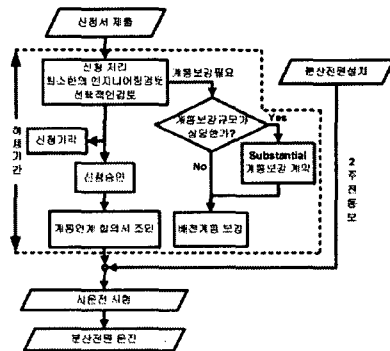 신청서 제출
신청 처리
최소한의 엔지니어링검토
선택적인검토
계통보강필요
분산전원설치
허제기간
신청기각
계통보강규모가
상당한가?
Yes
No
Substantial
계통보강 계약
2주전통보
신청승인
계통연계 합의서 조인
배전계통 보강
시운전 시험
분산전원 운전